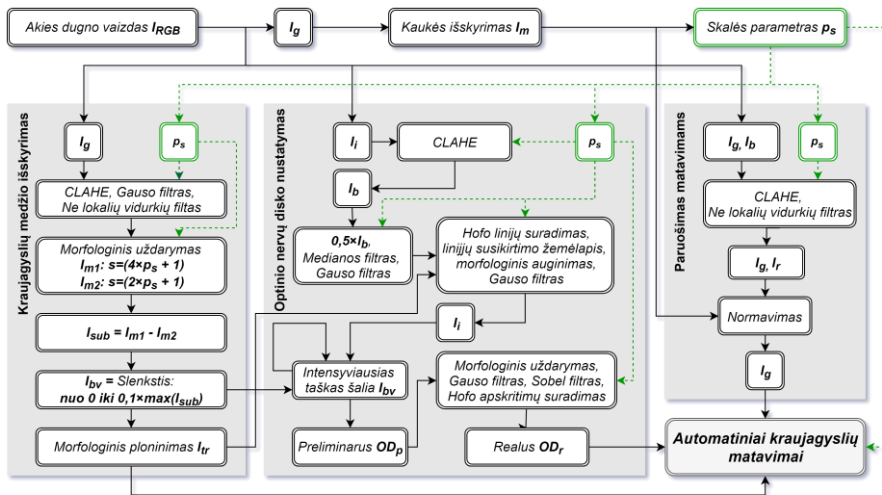 Akies dugno vaizdas I_RGB
I_g
Kaukės išskyrimas I_m
Skalės parametras p_s
Kraujagyslių medžio išskyrimas
I_g
p_s
CLAHE, Gauso filtras,
Ne lokalių vidurkių filtas
Morfologinis uždarymas
I_m1: s=(4×p_s + 1)
I_m2: s=(2×p_s + 1)
I_sub = I_m1 - I_m2
I_bv = Slenkstis:
nuo 0 iki 0,1×max(I_sub)
Morfologinis ploninimas I_tr
Optinio nervų disko nustatymas
I_i
CLAHE
p_s
I_b
0,5×I_b,
Medianos filtras,
Gauso filtras
Hofo linijų suradimas,
linijjų susikirtimo žemėlapis,
morfologinis auginimas,
Gauso filtras
I_i
Intensyviausias
taškas šalia I_bv
Morfologinis uždarymas,
Gauso filtras, Sobel filtras,
Hofo apskritimų suradimas
Preliminarus OD_p
Realus OD_r
Paruošimas matavimams
I_g, I_b
p_s
CLAHE,
Ne lokalių vidurkių filtras
I_g, I_r
Normavimas
I_g
Automatiniai kraujagyslių
matavimai